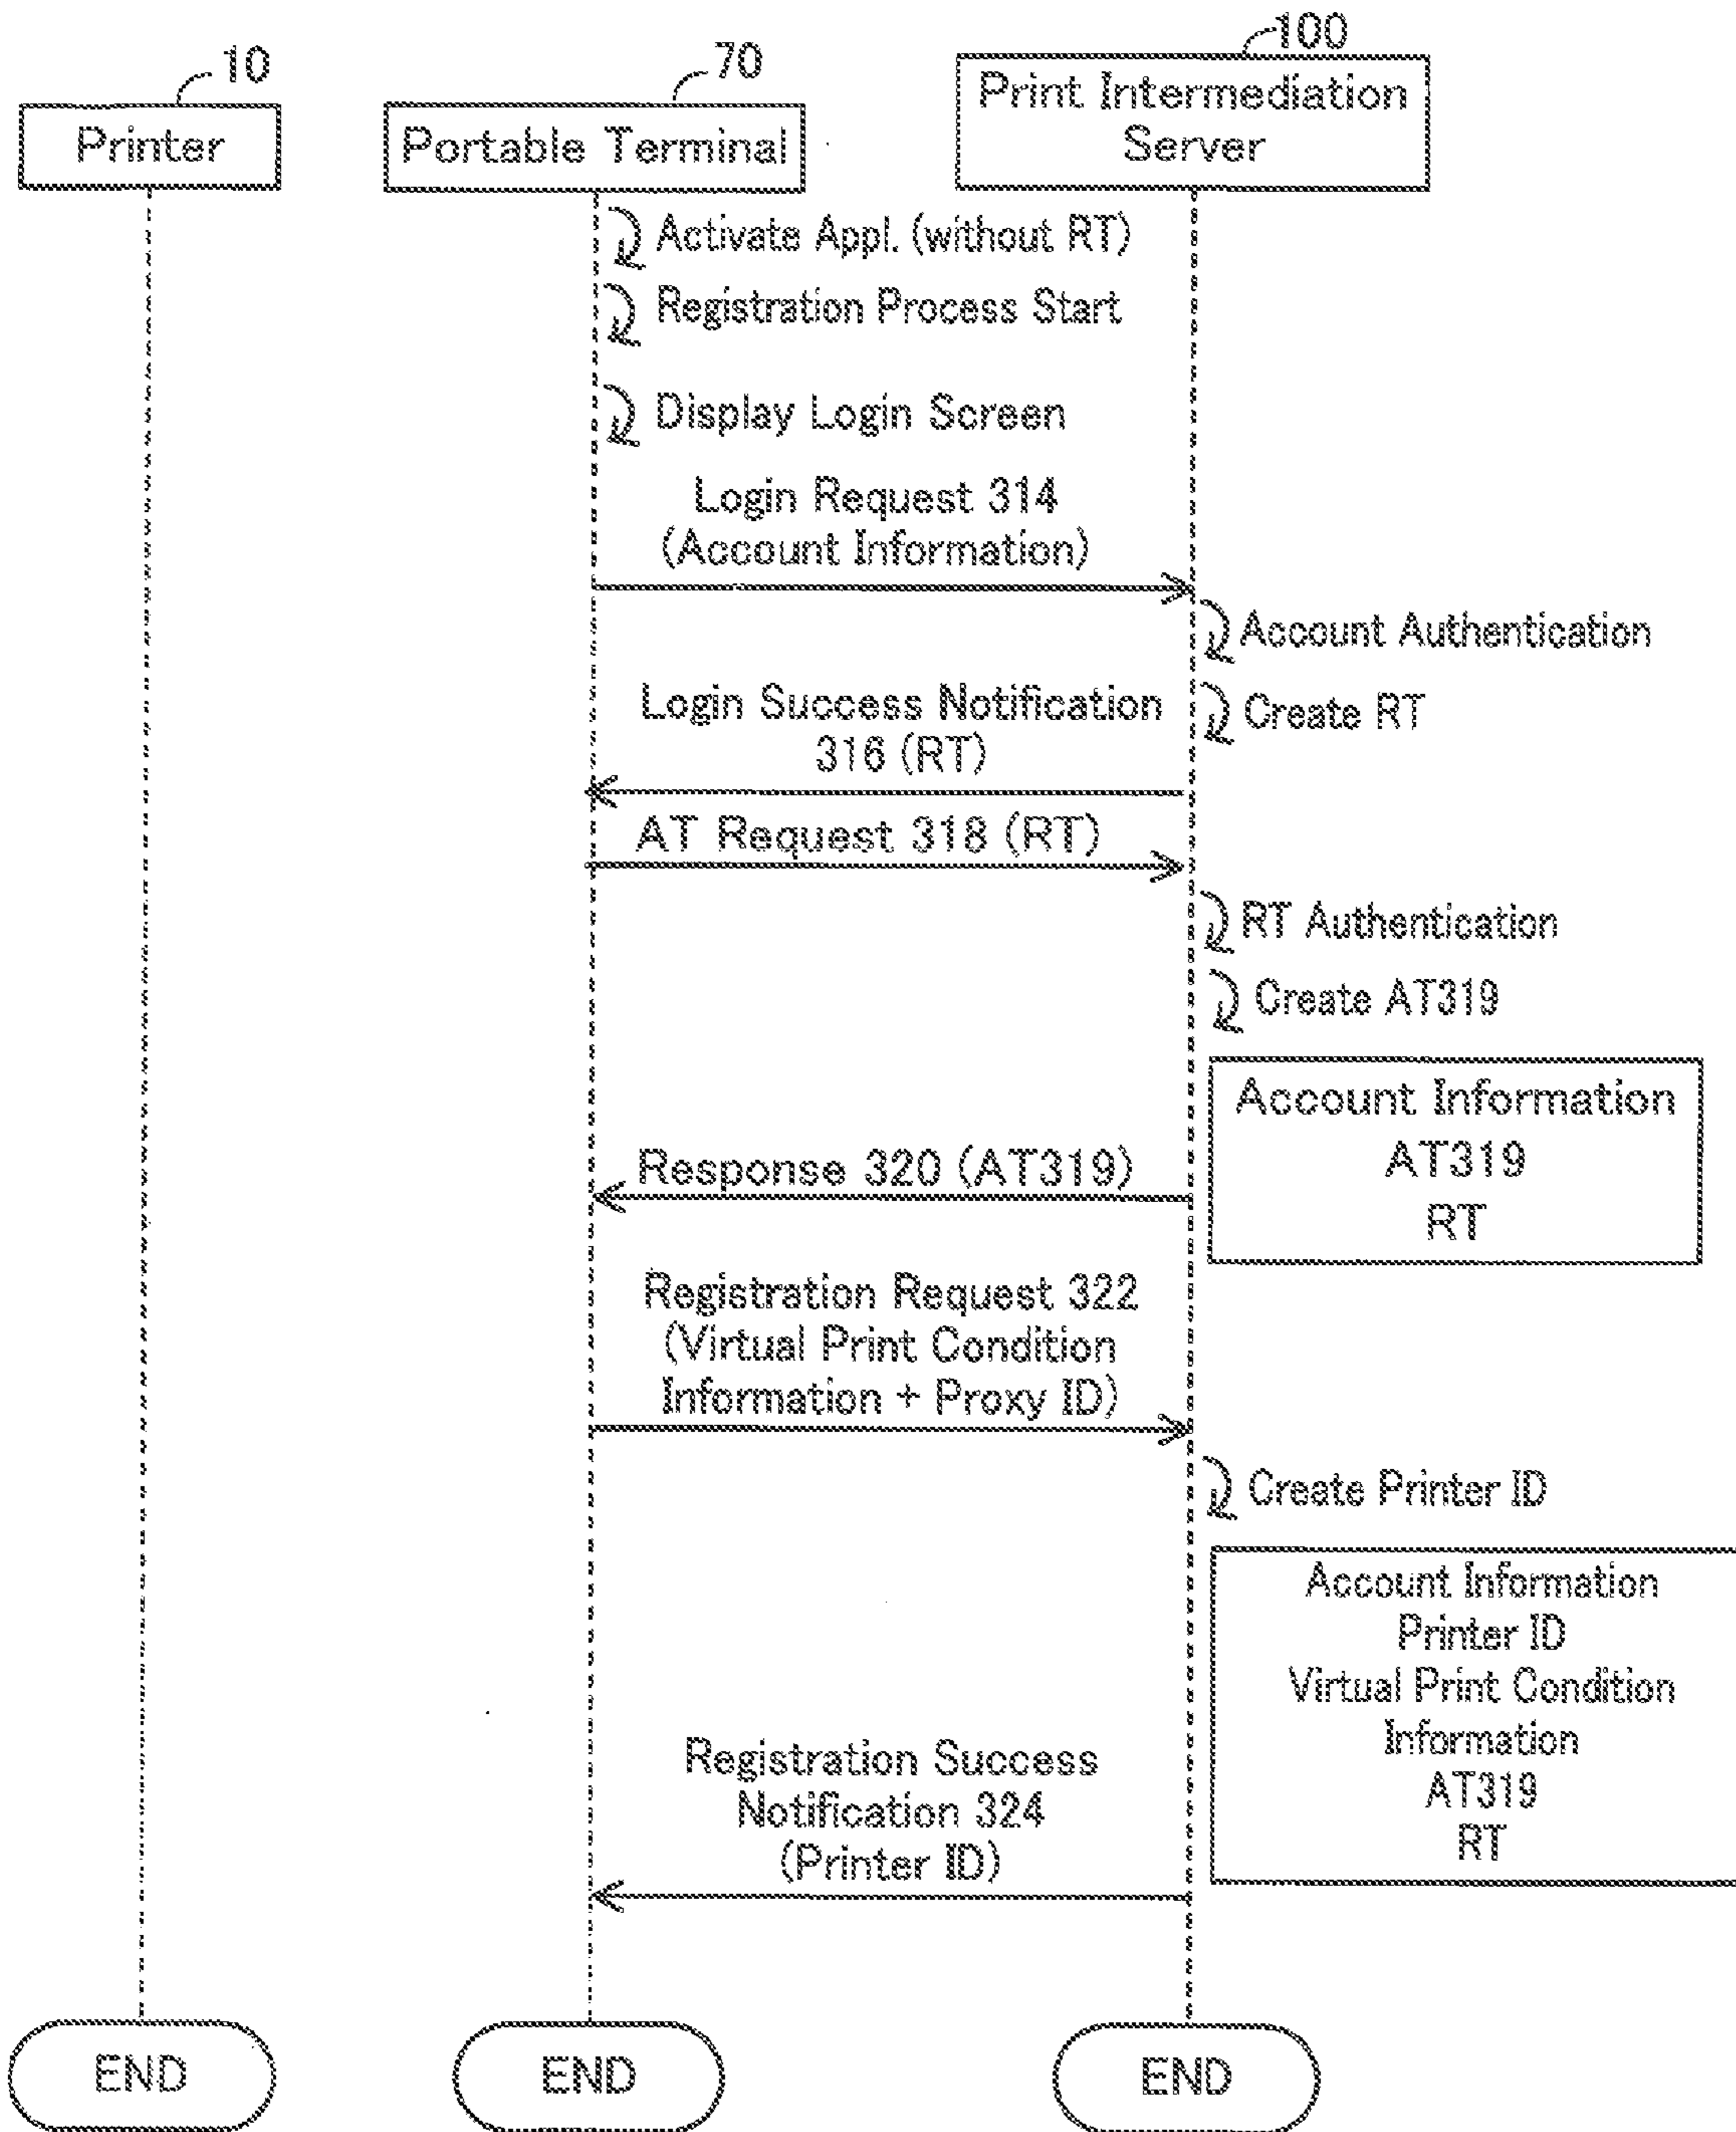 10
70
100
Printer
Portable Terminal
Print Intermediation
Server
Activate Appl. (without RT)
Registration Process Start
Display Login Screen
Login Request 314
(Account Information)
Account Authentication
Create RT
Login Success Notification
316 (RT)
AT Request 318 (RT)
RT Authentication
Create AT319
Account Information
AT319
RT
Response 320 (AT319)
Registration Request 322
(Virtual Print Condition
Information + Proxy ID)
Create Printer ID
Account Information
Printer ID
Virtual Print Condition
Information
AT319
RT
Registration Success
Notification 324
(Printer ID)
END
END
END